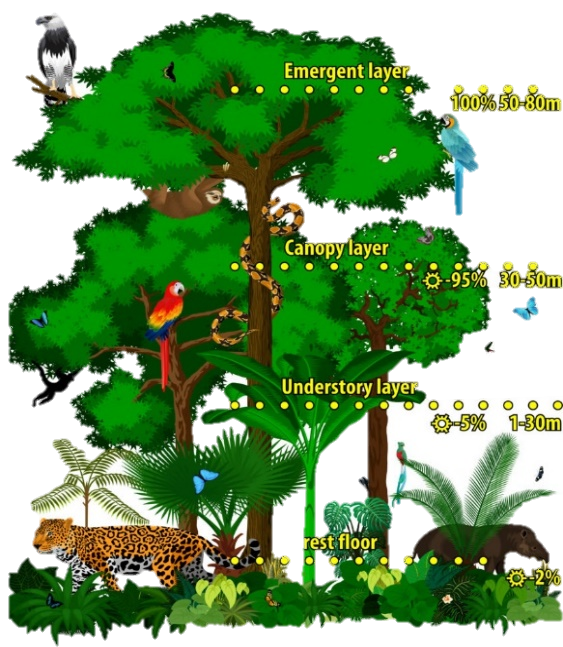 Emergent layer
100% 50-80m
Canopy layer
-95% 30-50m
Understory layer
-5% 1-30m
rest floor
-2%